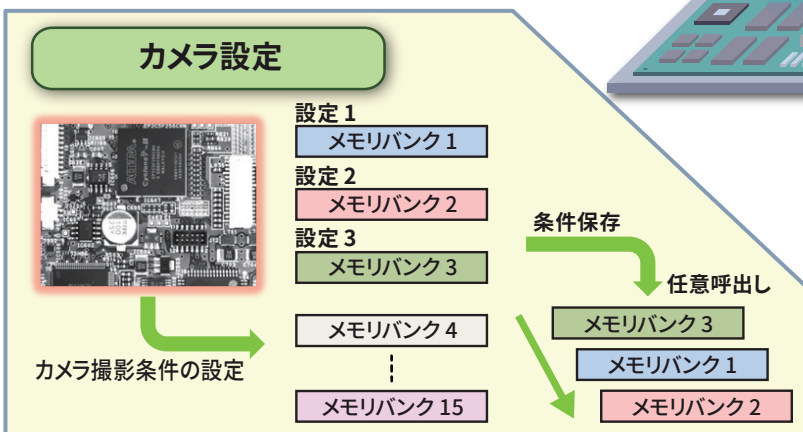 カメラ設定
設定 1
メモリバンク 1
設定 2
メモリバンク 2
設定 3
メモリバンク 3
メモリバンク 4
メモリバンク 15
カメラ撮影条件の設定
条件保存
任意呼出し
メモリバンク 3
メモリバンク 1
メモリバンク 2
ALTERA
Cyclone II